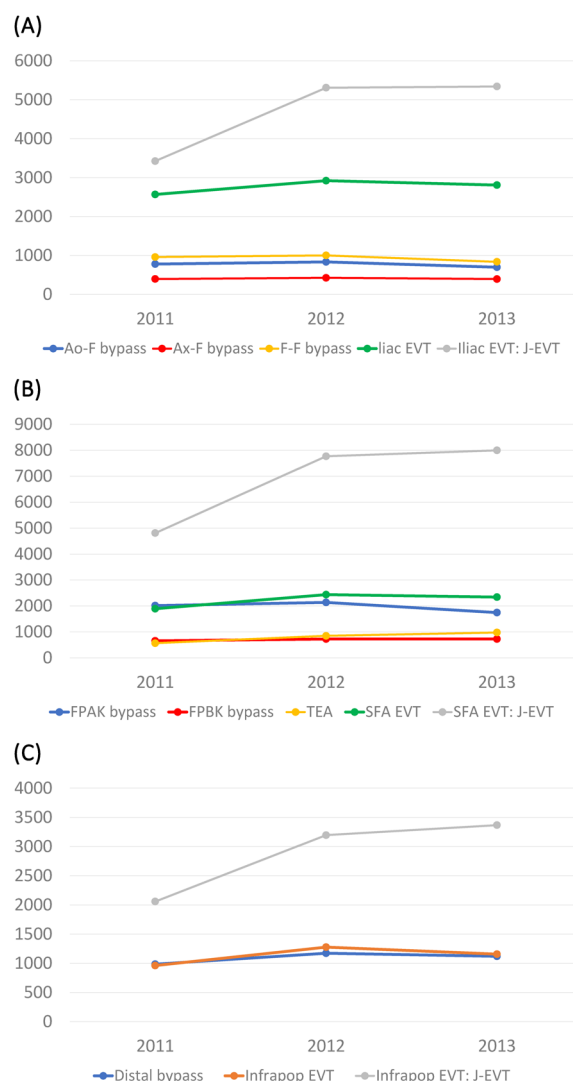 (A)
6000
5000
4000
3000
2000
1000
0
2011 2012 2013
Ao-F bypass Ax-F bypass F-F bypass liac EVT Iliac EVT: J-EVT
(B)
9000
8000
7000
6000
5000
4000
3000
2000
1000
0
2011 2012 2013
FPAK bypass FPBK bypass TEA SFA EVT SFA EVT: J-EVT
(C)
4000
3500
3000
2500
2000
1500
1000
500
0
2011 2012 2013
Distal bypass Infrapop EVT Infrapop EVT: J-EVT